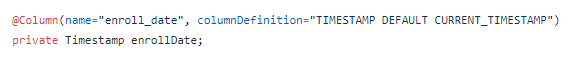 @Column(name="enroll_date", columnDefinition="TIMESTAMP DEFAULT CURRENT_TIMESTAMP")
private Timestamp enrollDate;